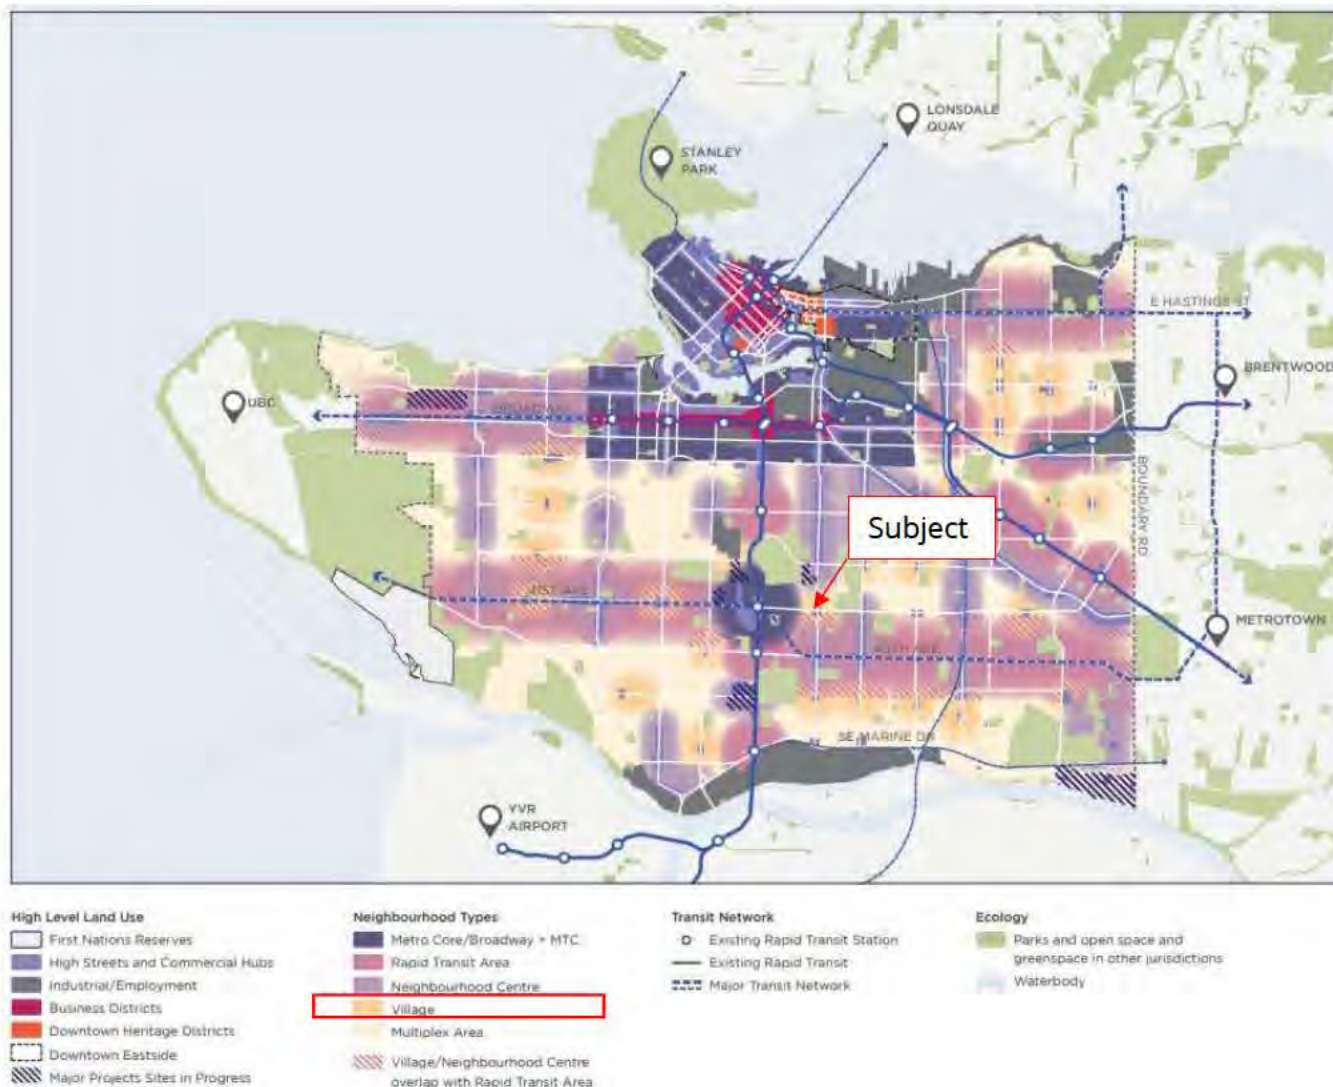 LONSDALE
QUAY
STANLEY
PARK
E HASTINGS ST
BRENTWOOD
UBC
BROADWAY
BOUNDARY RD
Subject
41ST AVE
METROTOWN
49TH AVE
SE MARINE DR
YVR
AIRPORT
High Level Land Use
First Nations Reserves
High Streets and Commercial Hubs
Industrial/Employment
Business Districts
Downtown Heritage Districts
Downtown Eastside
Major Projects Sites in Progress
Neighbourhood Types
Metro Core/Broadway + MTC
Rapid Transit Area
Neighbourhood Centre
Village
Multiplex Area
Village/Neighbourhood Centre
overlap with Rapid Transit Area
Transit Network
Existing Rapid Transit Station
Existing Rapid Transit
Major Transit Network
Ecology
Parks and open space and
greenspace in other jurisdictions
Waterbody